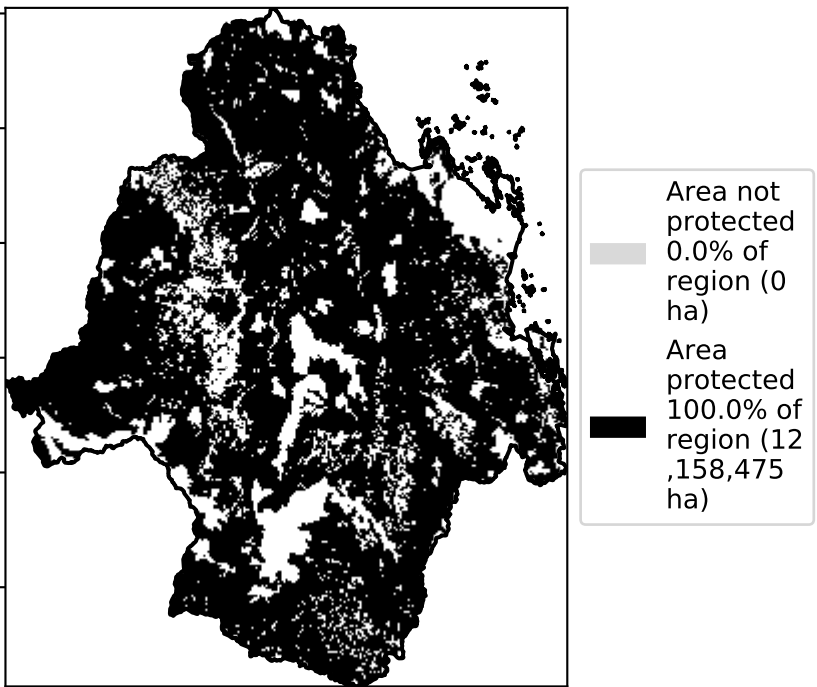 Area not
protected
0.0% of
region (0
ha)
Area
protected
100.0% of
region (12
,158,475
ha)